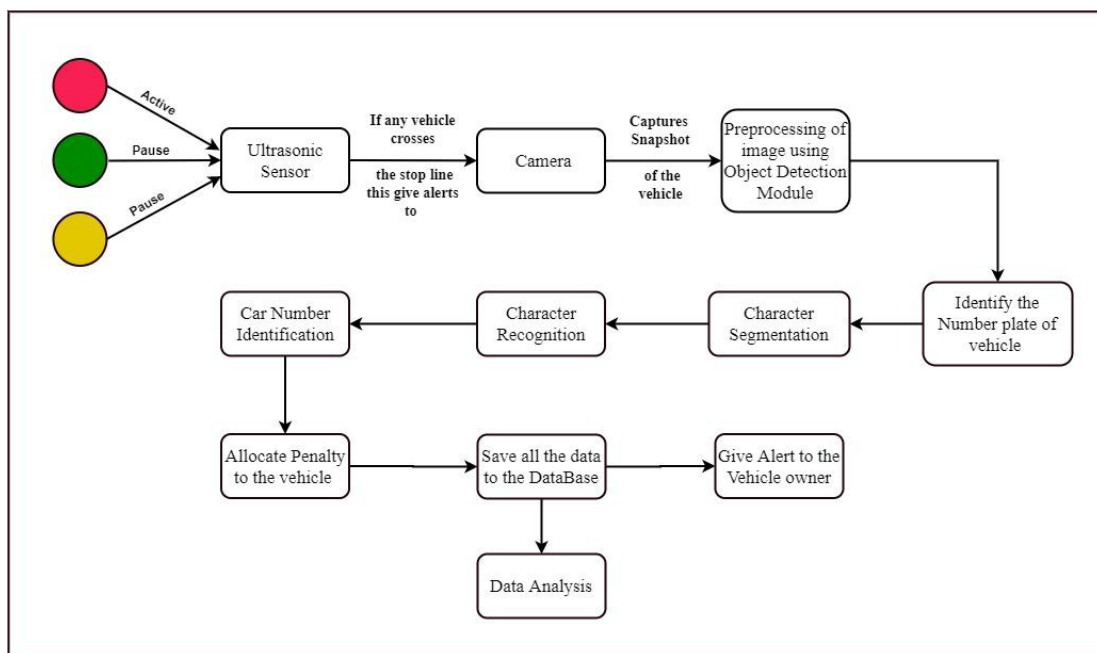 Active
Pause
Pause
Ultrasonic
Sensor
If any vehicle
crosses
the stop line
this give alerts
to
Camera
Captures
Snapshot
of the
vehicle
Preprocessing of
image using
Object Detection
Module
Identify the
Number plate of
vehicle
Character
Segmentation
Character
Recognition
Car Number
Identification
Allocate Penalty
to the vehicle
Save all the data
to the DataBase
Give Alert to the
Vehicle owner
Data Analysis